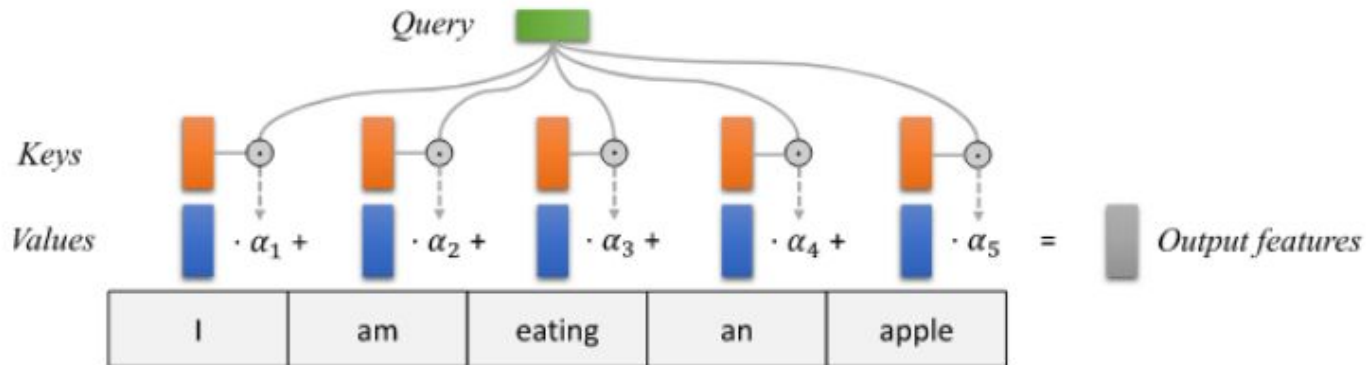 Query
Keys
Values · α₁ + · α₂ + · α₃ + · α₄ + · α₅ = Output features
I am eating an apple